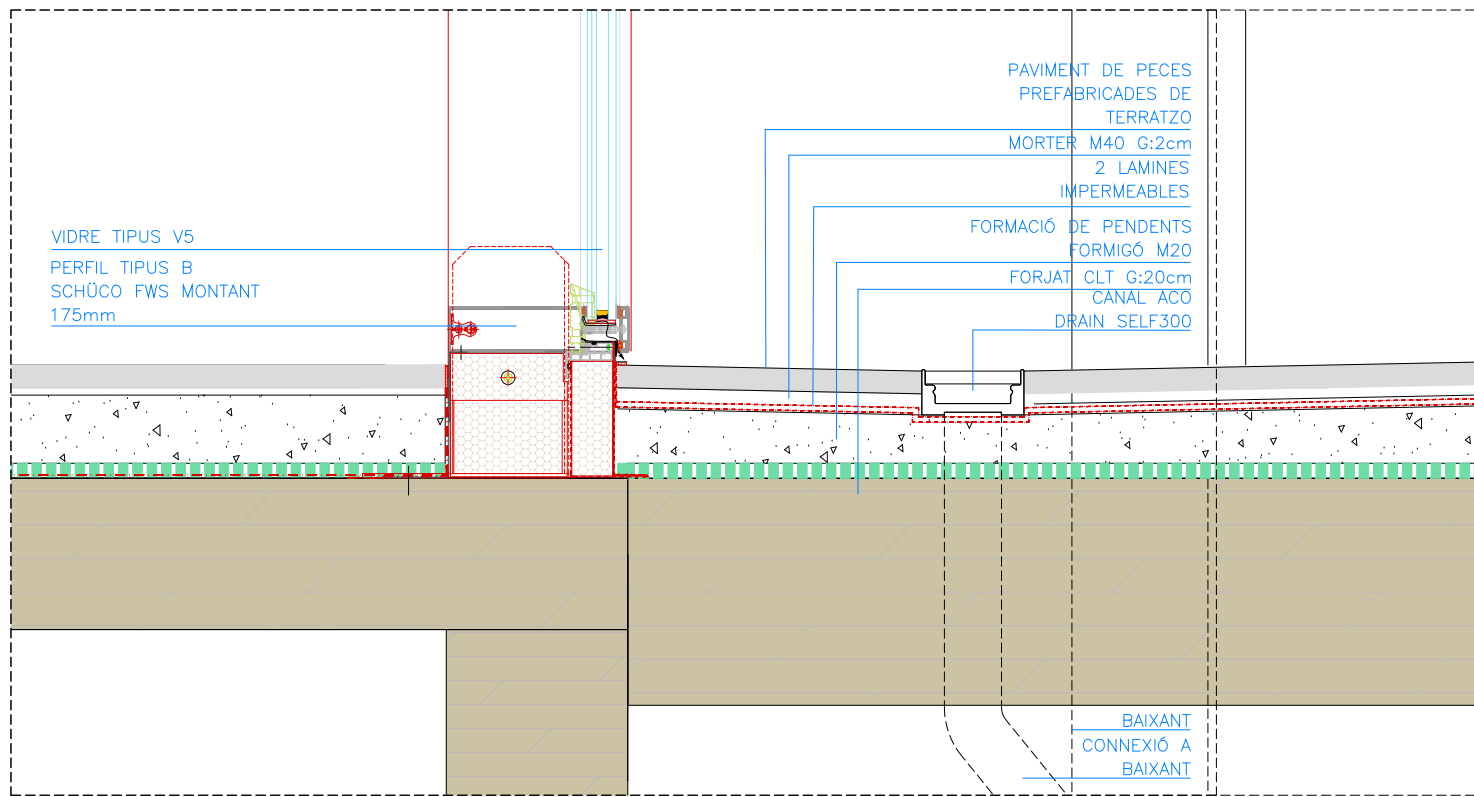 VIDRE TIPUS V5
PERFIL TIPUS B
SCHÜCO FWS MONTANT
175mm
PAVIMENT DE PECES
PREFABRICADES DE
TERRATZO
MORTER M40 G:2cm
2 LAMINES
IMPERMEABLES
FORMACIÓ DE PENDENTS
FORMIGÓ M20
FORJAT CLT G:20cm
CANAL ACO
DRAIN SELF300
BAIXANT
CONNEXIÓ A
BAIXANT